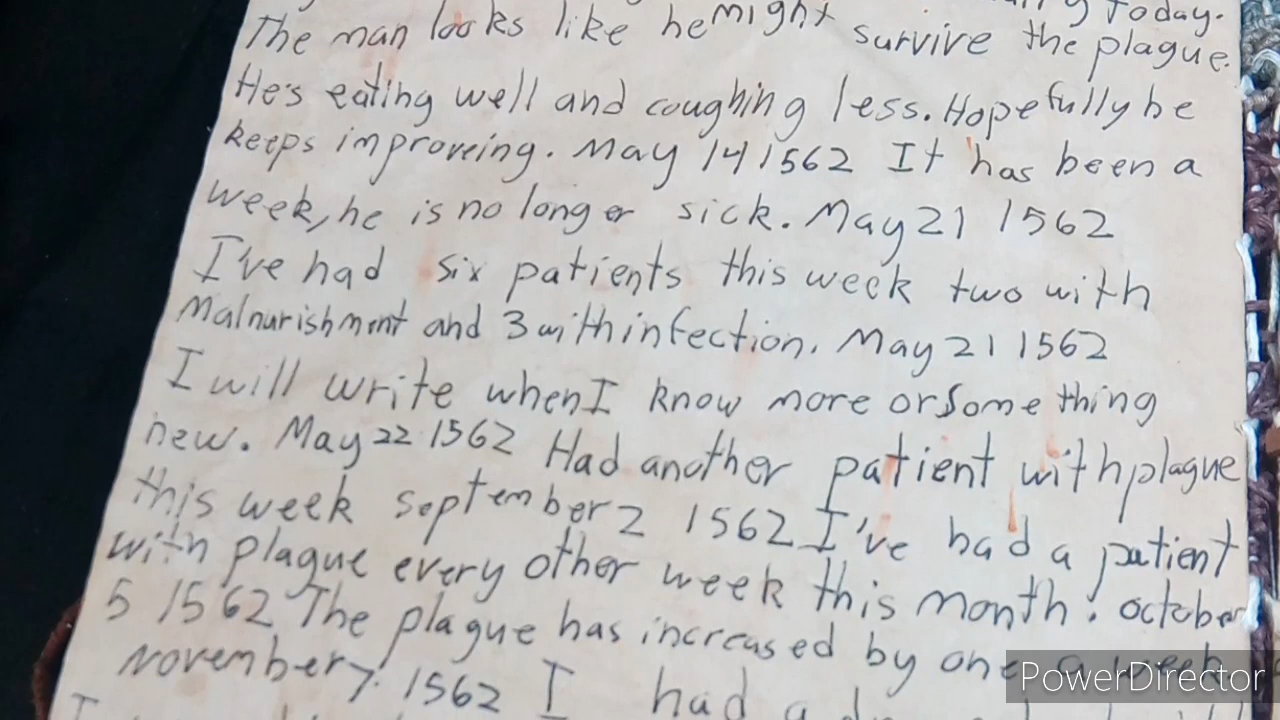 Today.
The man looks like he might survive the plague.
He's eating well and coughing less. Hopefully he
keeps improveing. May 14 1562 It has been a
week, he is no longer sick. May 21 1562
I've had six patients this week two with
Malnurishment and 3 with infection. May 21 1562
I will write when I know more or something
new. May 22 1562 Had another patient with plague
this week september 2 1562 I've had a patient
with plague every other week this month. october
5 1562 The plague has increased by one a week
November 7 1562 I had a
I
PowerDirector